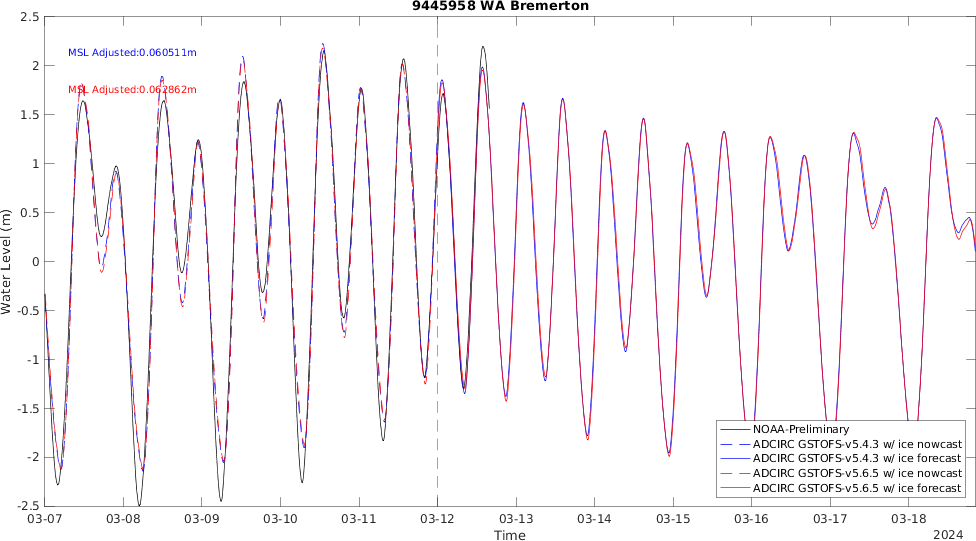 9445958 WA Bremerton
MSL Adjusted:0.060511m
MSL Adjusted:0.062862m
Water Level (m)
2.5
2
1.5
1
0.5
0
-0.5
-1
-1.5
-2
-2.5
NOAA-Preliminary
ADCIRC GSTOFS-v5.4.3 w/ ice nowcast
ADCIRC GSTOFS-v5.4.3 w/ ice forecast
ADCIRC GSTOFS-v5.6.5 w/ ice nowcast
ADCIRC GSTOFS-v5.6.5 w/ ice forecast
03-07 03-08 03-09 03-10 03-11 03-12 03-13 03-14 03-15 03-16 03-17 03-18
Time
2024